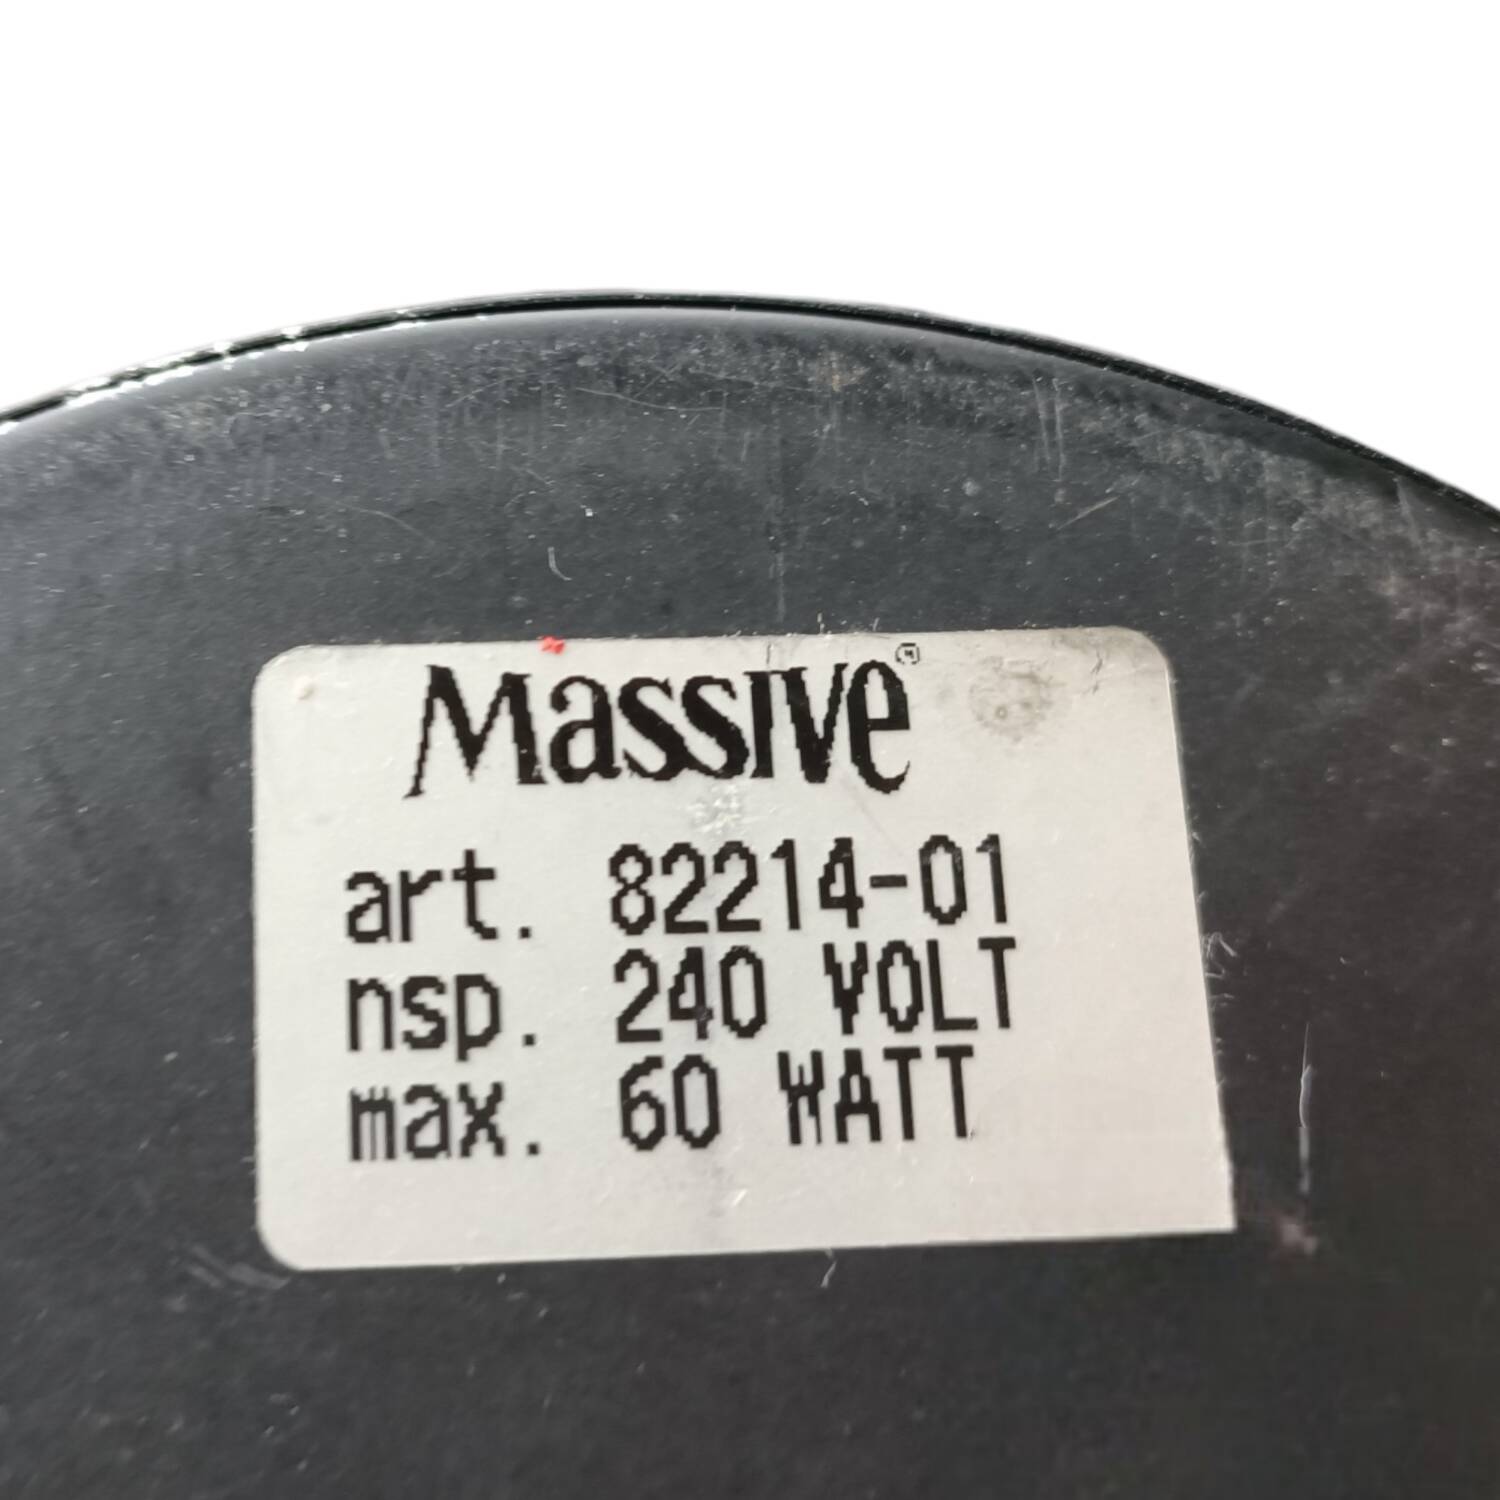 Massive®
art. 82214-01
nsp. 240 VOLT
max. 60 WATT